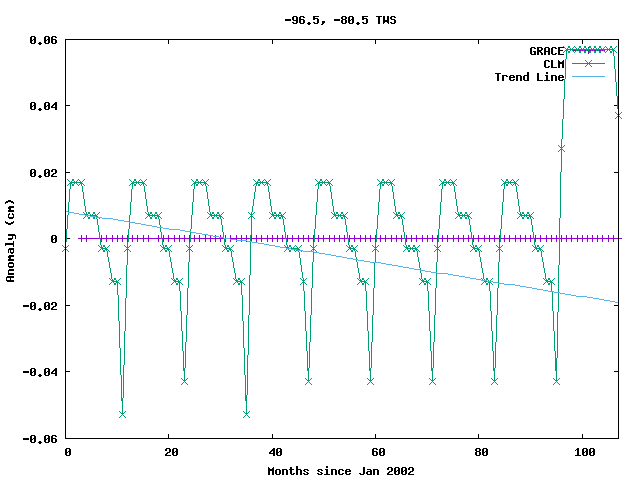 -96.5, -80.5 TWS
0.06
0.04
0.02
0
-0.02
-0.04
-0.06
Anomaly (cm)
GRACE
CLM
Trend Line
0 20 40 60 80 100
Months since Jan 2002